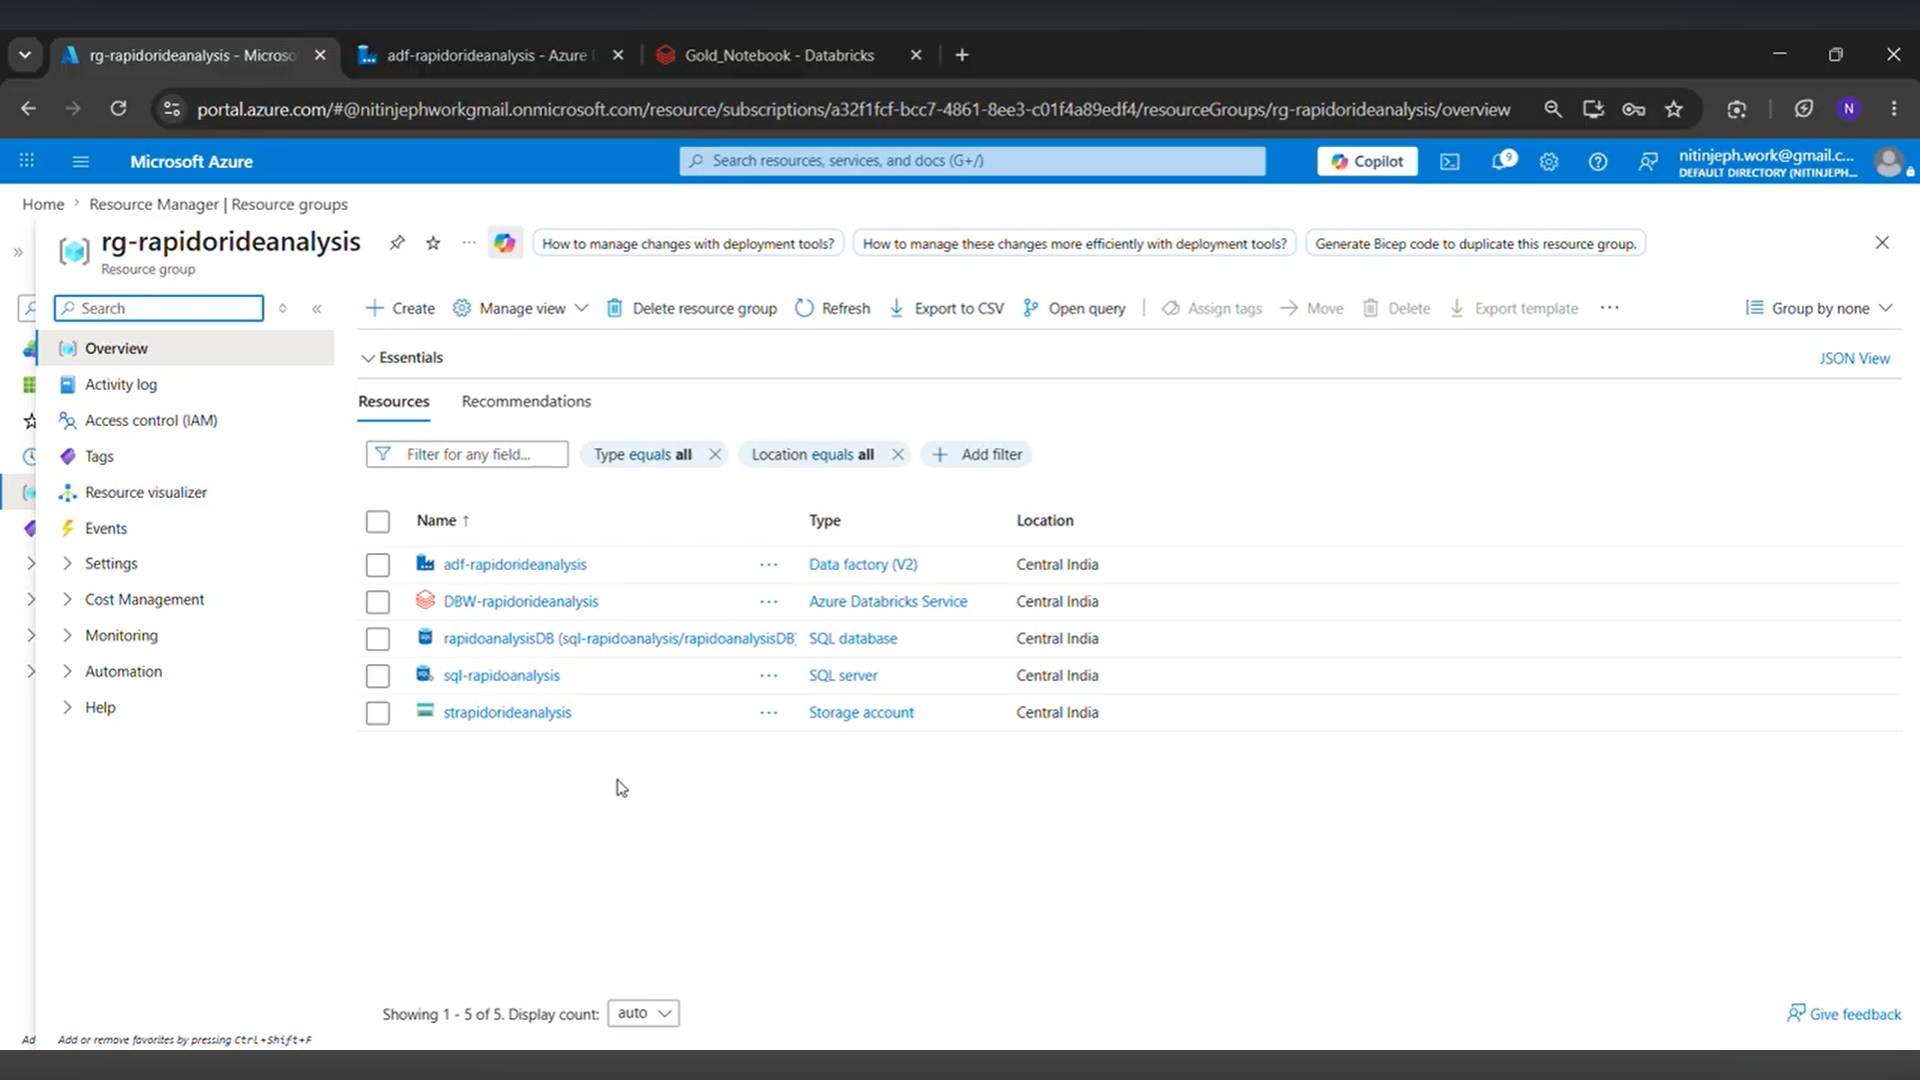 rg-rapidorideanalysis - Microso
adf-rapidorideanalysis - Azure
Gold_Notebook - Databricks
portal.azure.com/#@nitinjephworkgmail.onmicrosoft.com/resource/subscriptions/a32f1fcf-bcc7-4861-8ee3-c01f4a89edf4/resourceGroups/rg-rapidorideanalysis/overview
N
Microsoft Azure
Search resources, services, and docs (G+/)
Copilot
9
nitinjeph.work@gmail.c...
DEFAULT DIRECTORY (NITINJEPH...
Home > Resource Manager | Resource groups
rg-rapidorideanalysis
Resource group
How to manage changes with deployment tools?
How to manage these changes more efficiently with deployment tools?
Generate Bicep code to duplicate this resource group.
Search
Create
Manage view
Delete resource group
Refresh
Export to CSV
Open query
Assign tags
Move
Delete
Export template
Group by none
Overview
Activity log
Access control (IAM)
Tags
Resource visualizer
Events
Settings
Cost Management
Monitoring
Automation
Help
Essentials
JSON View
Resources
Recommendations
Filter for any field...
Type equals all
Location equals all
Add filter
Name ↑ Type Location
adf-rapidorideanalysis ... Data factory (V2) Central India
DBW-rapidorideanalysis ... Azure Databricks Service Central India
rapidoanalysisDB (sql-rapidoanalysis/rapidoanalysisDB) SQL database Central India
sql-rapidoanalysis ... SQL server Central India
strapidorideanalysis ... Storage account Central India
Showing 1 - 5 of 5. Display count: auto
Give feedback
Ad
Add or remove favorites by pressing Ctrl+Shift+F